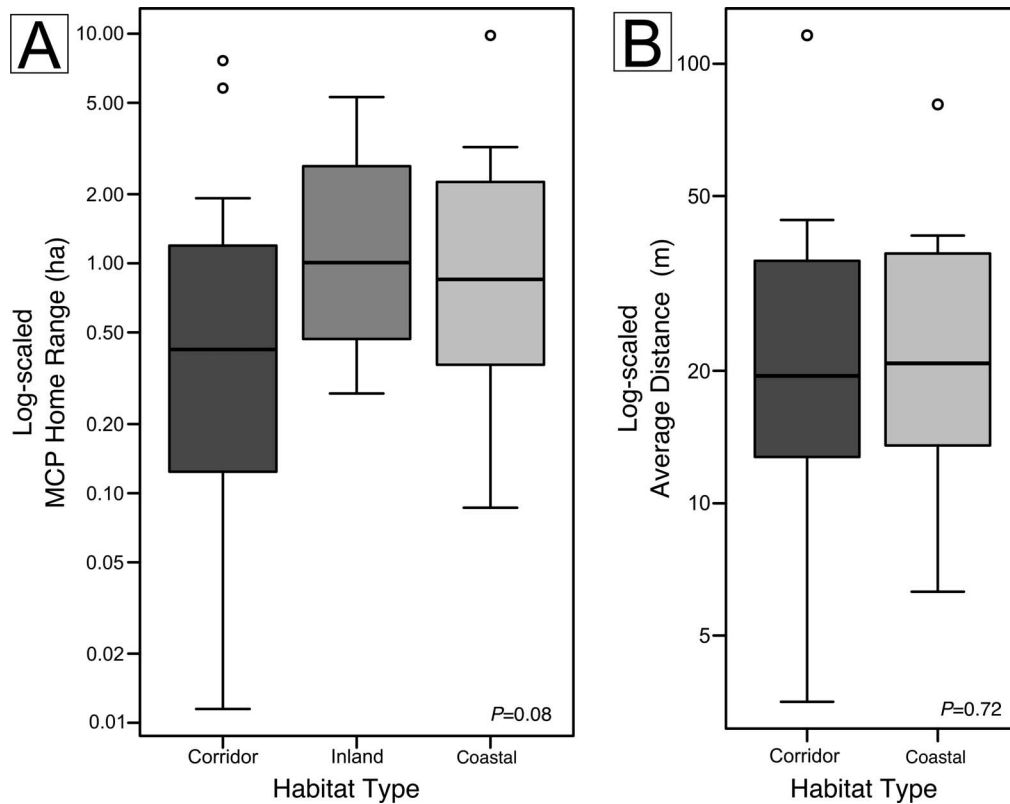 A
Log-scaled
MCP Home Range (ha)
10.00
5.00
2.00
1.00
0.50
0.20
0.10
0.05
0.02
0.01
P=0.08
Corridor
Inland
Coastal
Habitat Type
B
Log-scaled
Average Distance (m)
100
50
20
10
5
P=0.72
Corridor
Coastal
Habitat Type